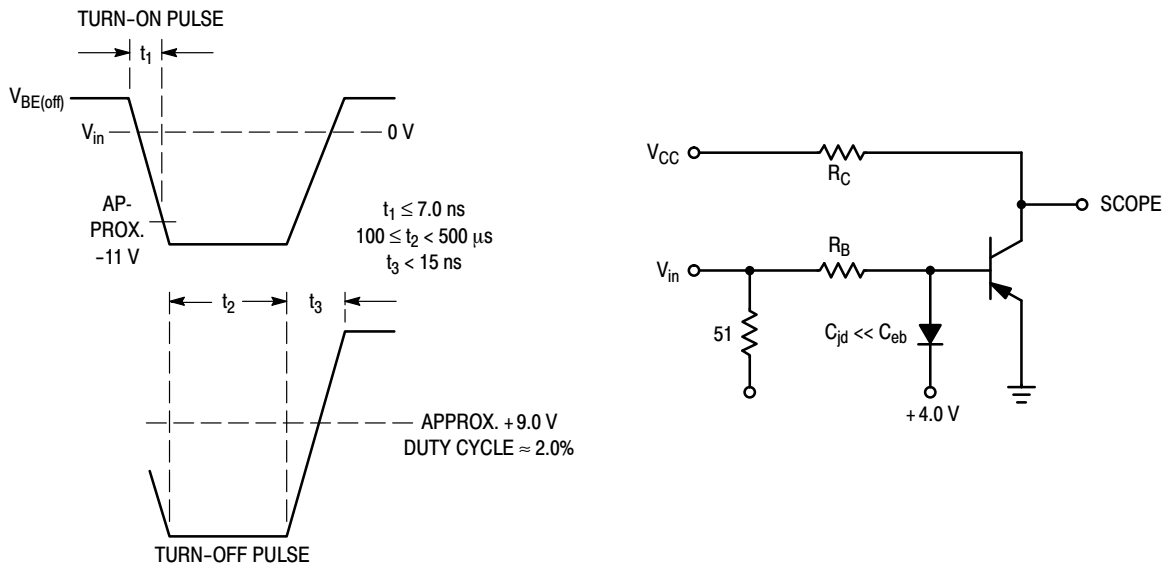 TURN-ON PULSE
t1
VBE(off)
Vin
0 V
AP-
PROX.
-11 V
t1 ≤ 7.0 ns
100 ≤ t2 < 500 μs
t3 < 15 ns
t2
t3
APPROX. +9.0 V
DUTY CYCLE ≈ 2.0%
TURN-OFF PULSE
VCC
RC
SCOPE
Vin
RB
51
Cjd << Ceb
+4.0 V